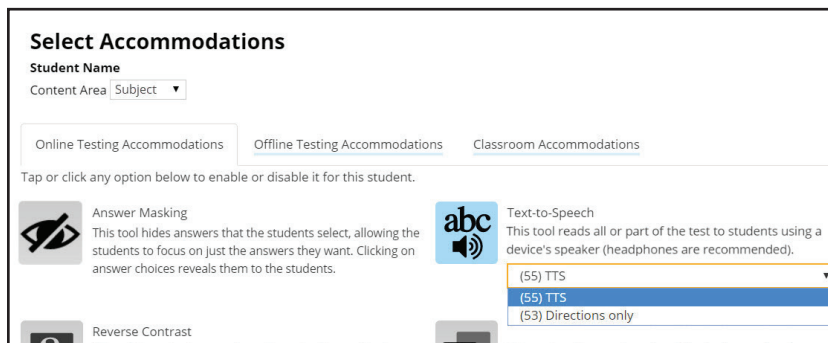 Select Accommodations
Student Name
Content Area Subject
Online Testing Accommodations Offline Testing Accommodations Classroom Accommodations
Tap or click any option below to enable or disable it for this student.
Answer Masking
This tool hides answers that the students select, allowing the
students to focus on just the answers they want. Clicking on
answer choices reveals them to the students.
abc
Text-to-Speech
This tool reads all or part of the test to students using a
device's speaker (headphones are recommended).
(55) TTS
(55) TTS
(53) Directions only
Reverse Contrast